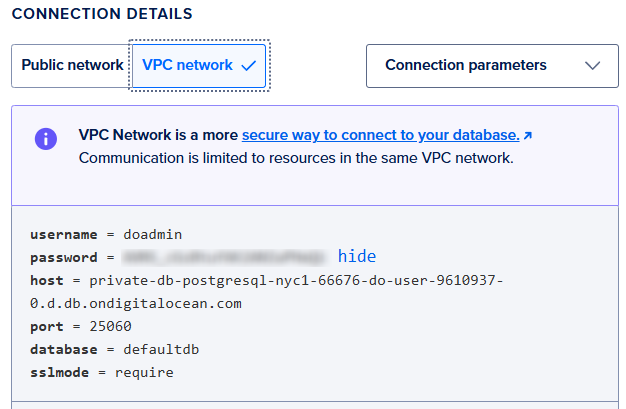 CONNECTION DETAILS
Public network VPC network Connection parameters
VPC Network is a more secure way to connect to your database.
Communication is limited to resources in the same VPC network.
username = doadmin
password = hide
host = private-db-postgresql-nyc1-66676-do-user-9610937-
0.d.db.ondigitalocean.com
port = 25060
database = defaultdb
sslmode = require